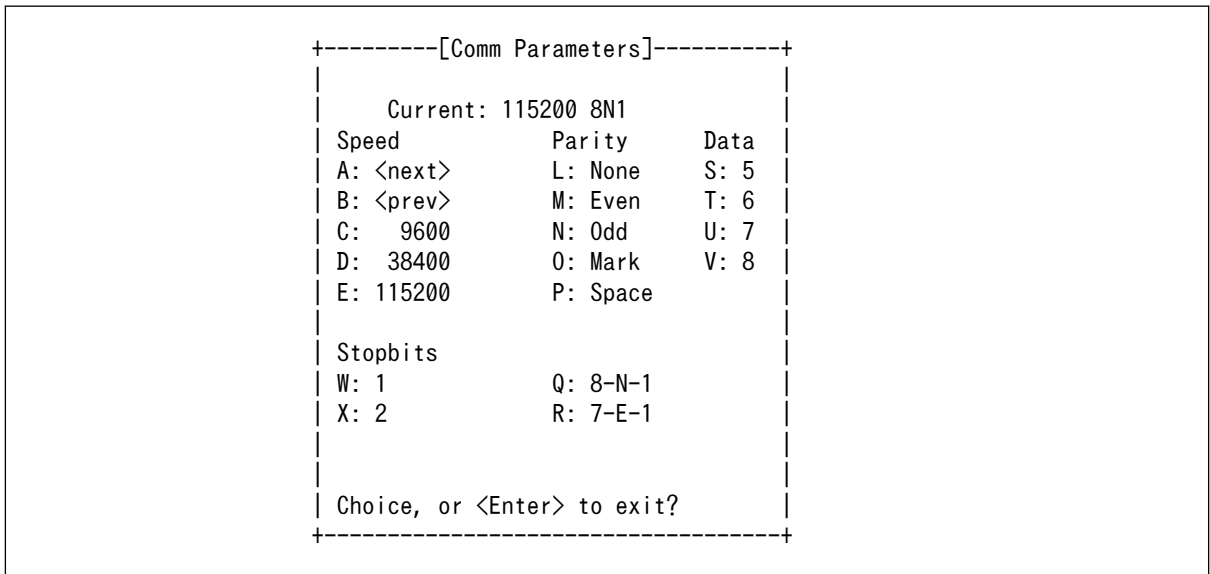 +---------[Comm Parameters]----------+
|                                    |
|     Current: 115200 8N1            |
| Speed            Parity      Data  |
| A: <next>        L: None     S: 5  |
| B: <prev>        M: Even     T: 6  |
| C:   9600        N: Odd      U: 7  |
| D:  38400        O: Mark     V: 8  |
| E: 115200        P: Space          |
|                                    |
| Stopbits                           |
| W: 1             Q: 8-N-1          |
| X: 2             R: 7-E-1          |
|                                    |
|                                    |
| Choice, or <Enter> to exit?        |
+------------------------------------+